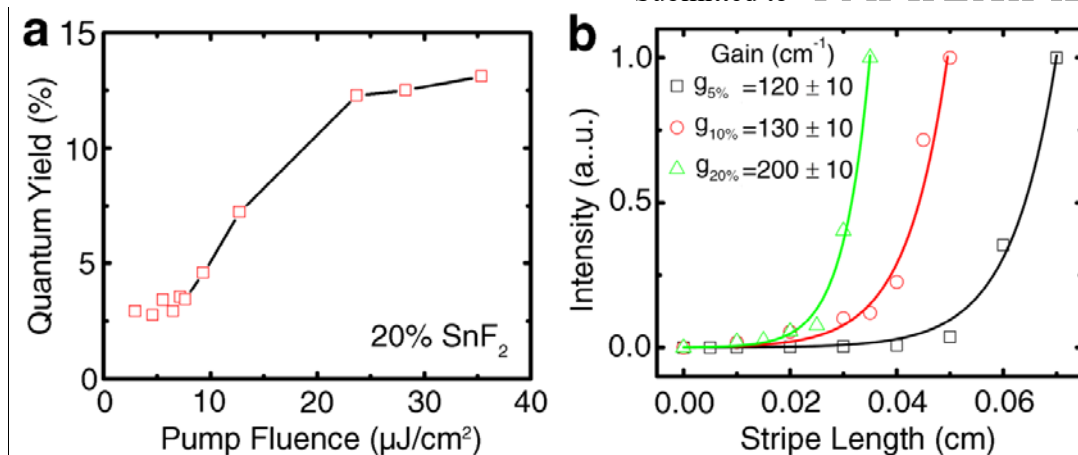 Submitted to
a
15
10
5
0
0 10 20 30 40
Quantum Yield (%)
Pump Fluence (µJ/cm²)
20% SnF₂
b
Gain (cm⁻¹)
g₅% =120 ± 10
g₁₀%=130 ± 10
g₂₀%=200 ± 10
1.0
0.5
0.0
0.00 0.02 0.04 0.06
Intensity (a..u.)
Stripe Length (cm)